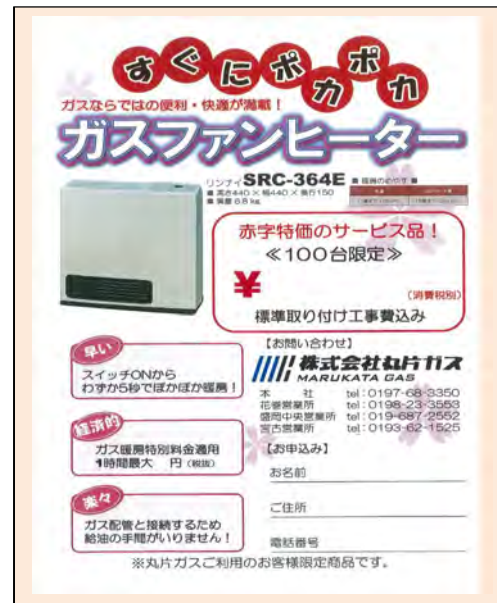 すぐにポカポカ
ガスならではの便利・快適が満載！
ガスファンヒーター
リンナイSRC-364E
■高さ440×幅440×奥行150
■質量6.8kg
赤字特価のサービス品！
≪100台限定≫
¥
(消費税別)
標準取り付け工事費込み
早い
スイッチONから
わずか5秒でぽかぽか暖房！
経済的
ガス暖房特別料金適用
1時間最大　円(税抜)
楽々
ガス配管と接続するため
給油の手間がいりません！
【お問い合わせ】
株式会社丸片ガス
MARUKATA GAS
本　　社　tel：0197-68-3350
花巻営業所　tel：0198-23-3553
盛岡中央営業所　tel：019-687-2552
宮古営業所　tel：0193-62-1525
【お申込み】
お名前
ご住所
電話番号
※丸片ガスご利用のお客様限定商品です。